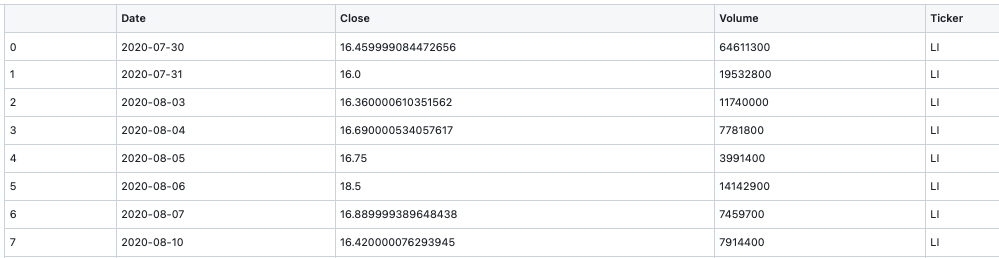 Date Close Volume Ticker
0 2020-07-30 16.459999084472656 64611300 LI
1 2020-07-31 16.0 19532800 LI
2 2020-08-03 16.360000610351562 11740000 LI
3 2020-08-04 16.690000534057617 7781800 LI
4 2020-08-05 16.75 3991400 LI
5 2020-08-06 18.5 14142900 LI
6 2020-08-07 16.889999389648438 7459700 LI
7 2020-08-10 16.420000076293945 7914400 LI